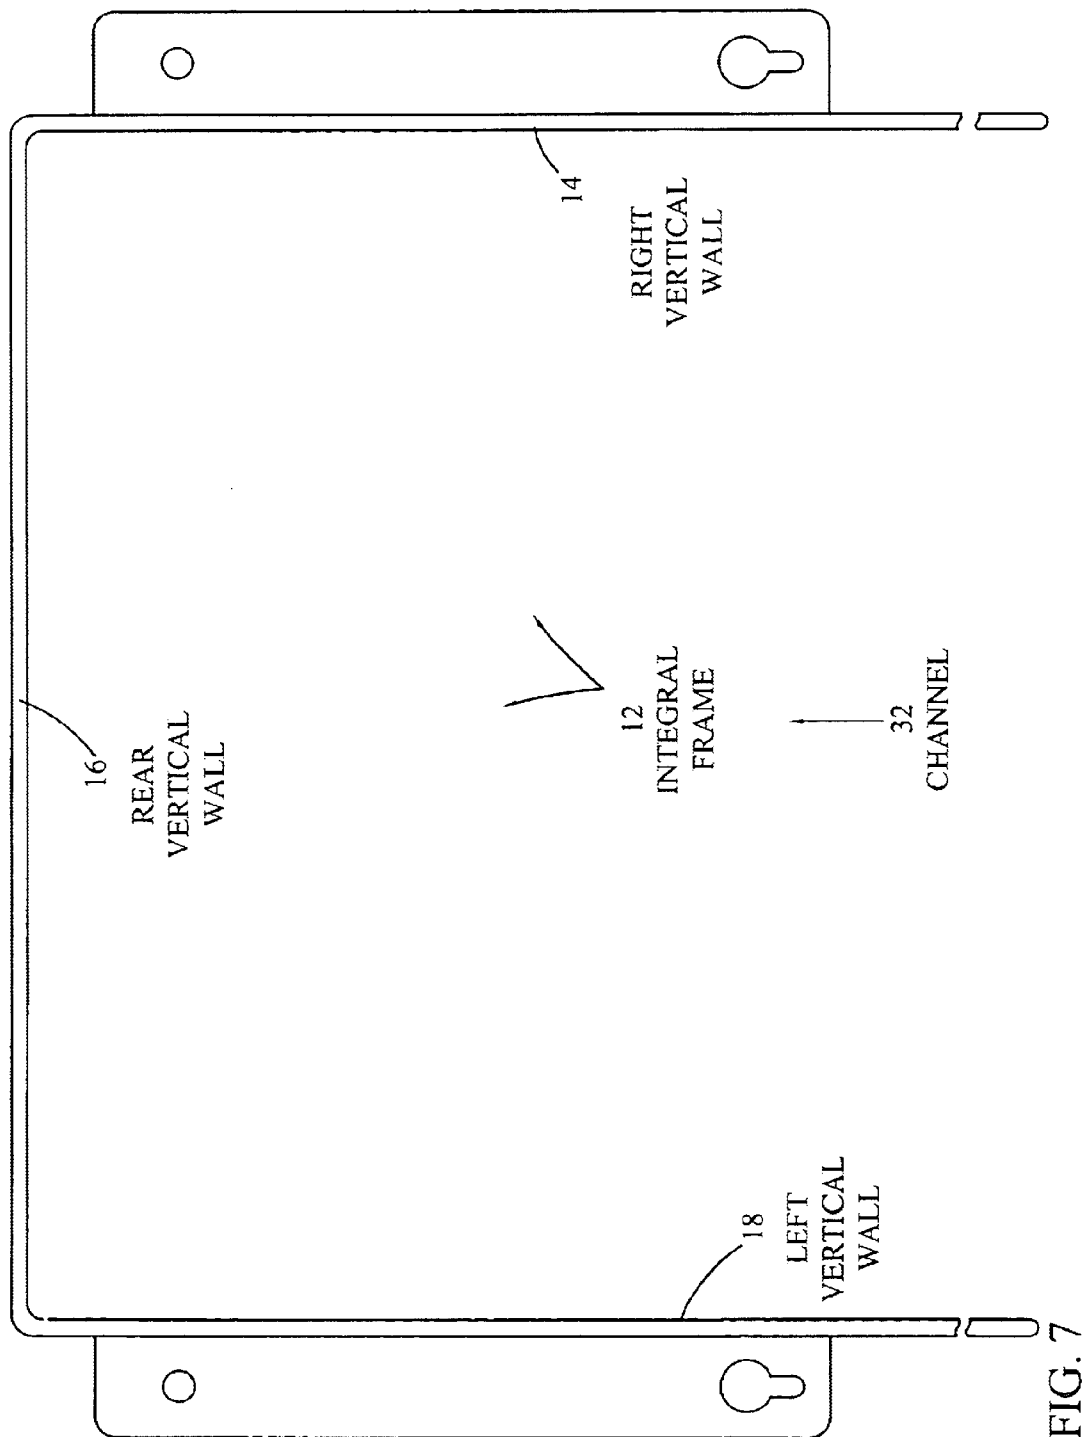 16
REAR
VERTICAL
WALL
14
RIGHT
VERTICAL
WALL
12
INTEGRAL
FRAME
18
LEFT
VERTICAL
WALL
32
CHANNEL
FIG. 7